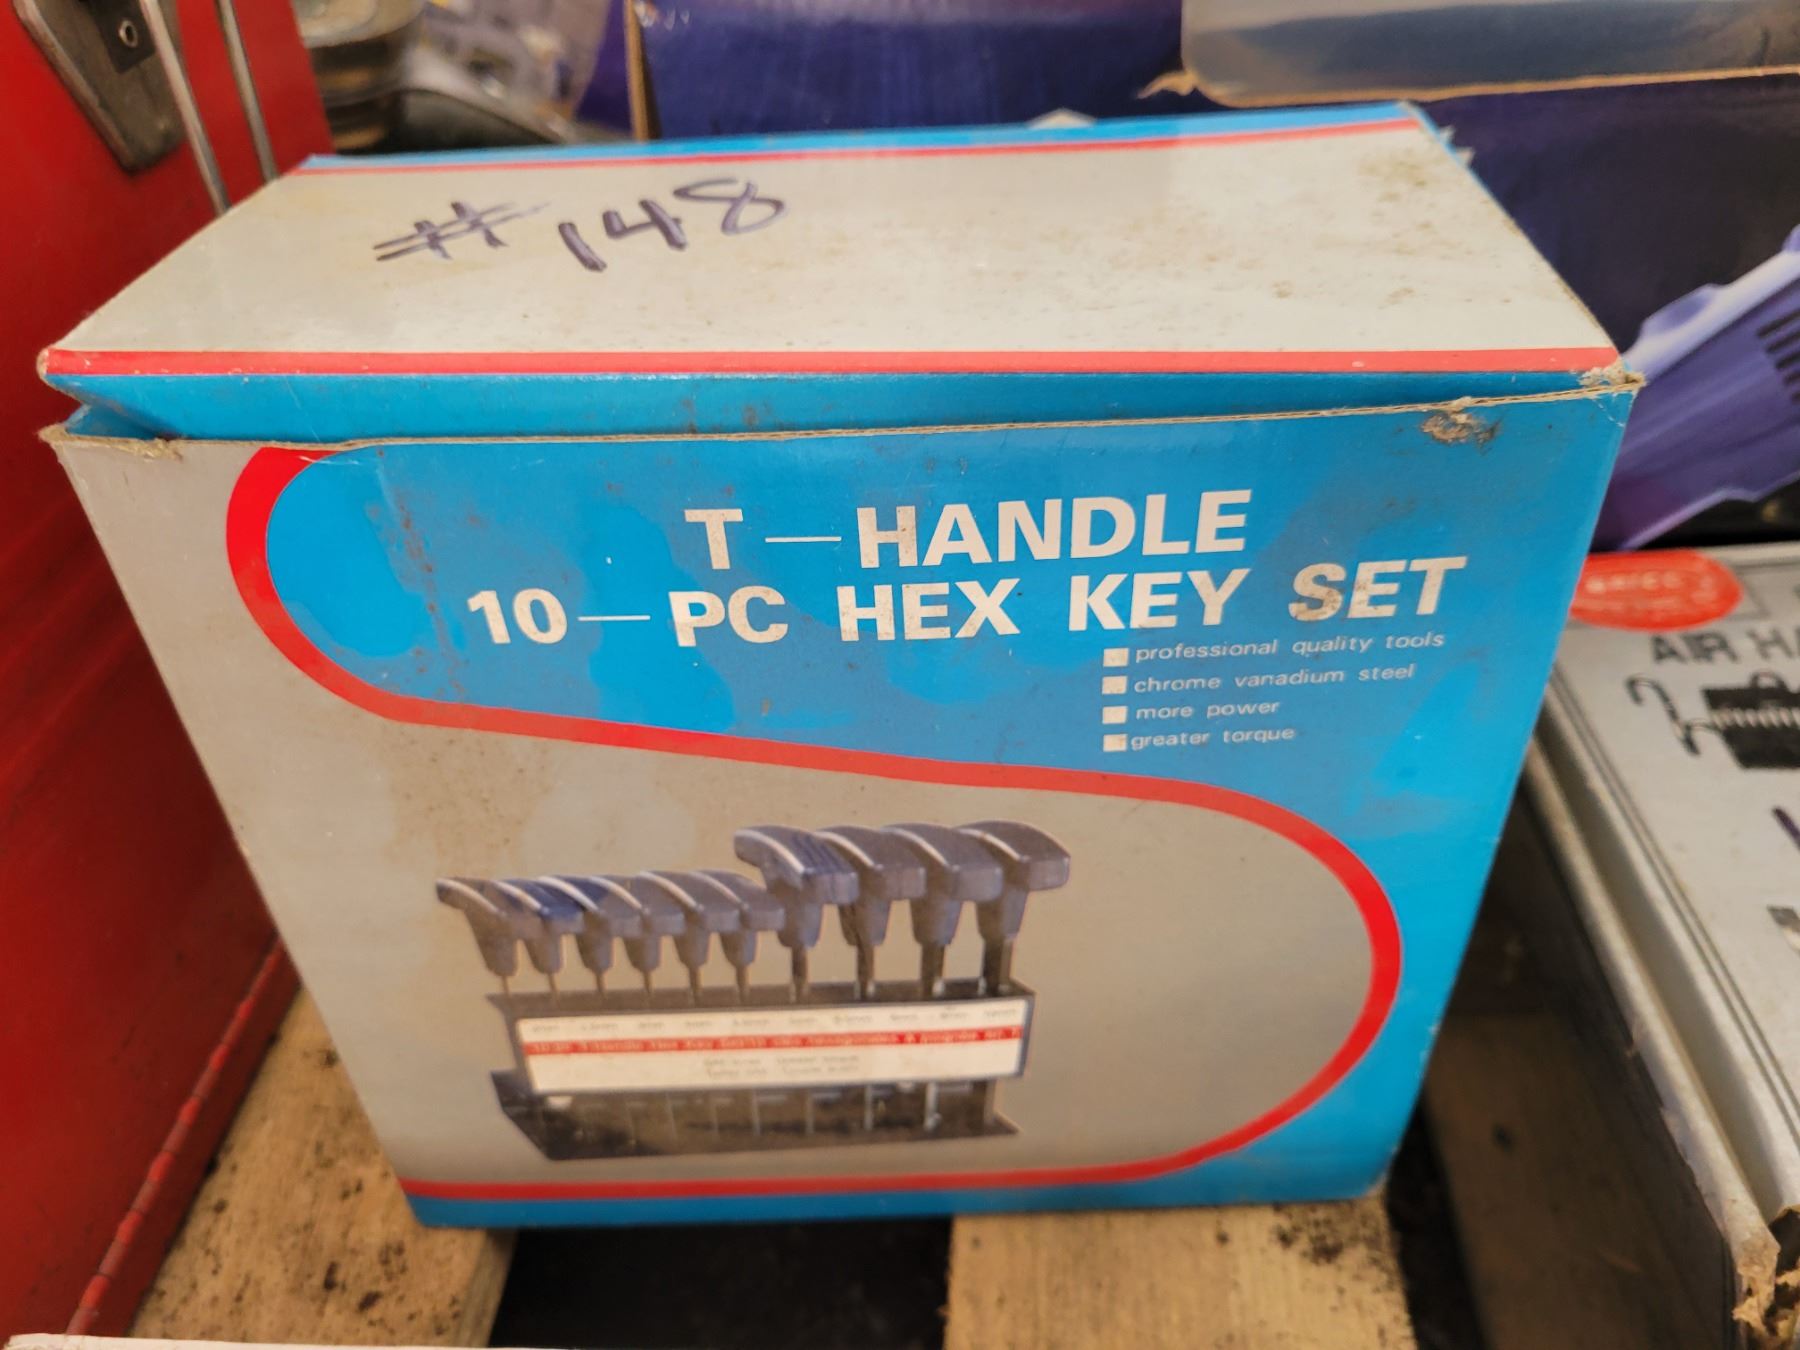 #148
T—HANDLE
10—PC HEX KEY SET
professional quality tools
chrome vanadium steel
more power
greater torque
AIR HA